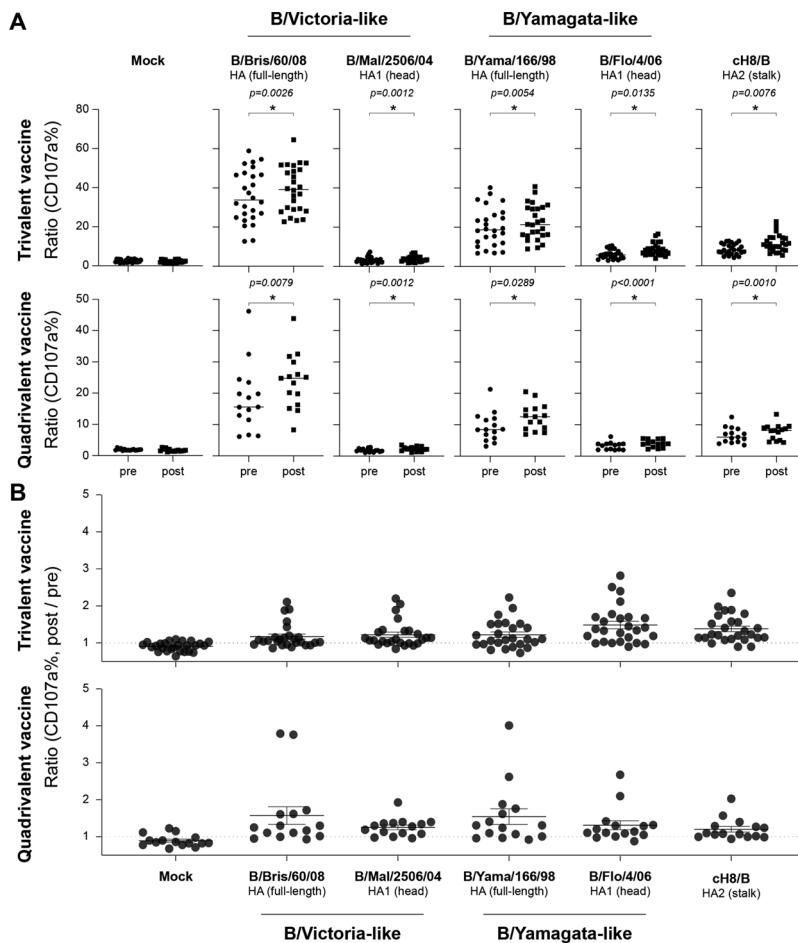 A
B/Victoria-like
B/Yamagata-like
Mock
B/Bris/60/08
HA (full-length)
B/Mal/2506/04
HA1 (head)
B/Yama/166/98
HA (full-length)
B/Flo/4/06
HA1 (head)
cH8/B
HA2 (stalk)
p=0.0026
p=0.0012
p=0.0054
p=0.0135
p=0.0076
* * * * *
Trivalent vaccine
Ratio (CD107a%)
80
60
40
20
0
p=0.0079
p=0.0012
p=0.0289
p<0.0001
p=0.0010
* * * * *
Quadrivalent vaccine
Ratio (CD107a%)
50
40
30
20
10
0
pre post pre post pre post pre post pre post pre post
B
Trivalent vaccine
Quadrivalent vaccine
Ratio (CD107a%, post / pre)
5
4
3
2
1
5
4
3
2
1
Mock
B/Bris/60/08
HA (full-length)
B/Mal/2506/04
HA1 (head)
B/Yama/166/98
HA (full-length)
B/Flo/4/06
HA1 (head)
cH8/B
HA2 (stalk)
B/Victoria-like
B/Yamagata-like